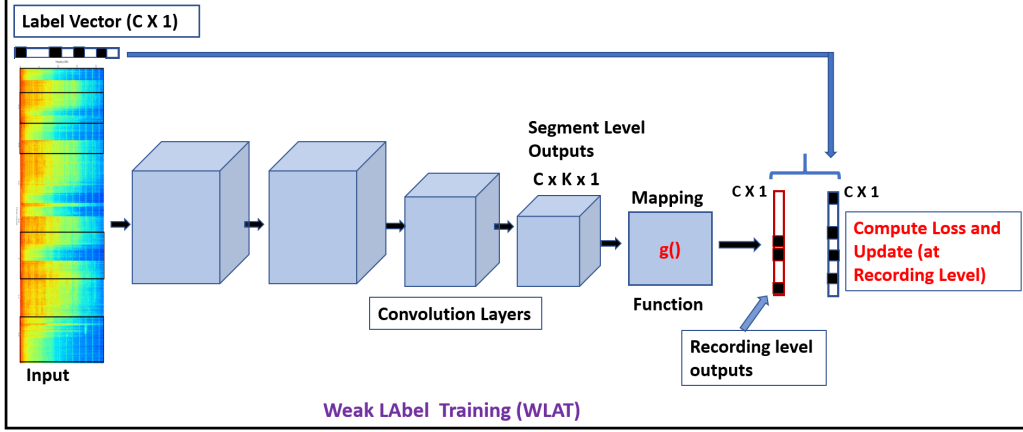 Label Vector (C X 1)
Segment Level
Outputs
C x K x 1
Mapping
g()
Function
C X 1
C X 1
Compute Loss and
Update (at
Recording Level)
Convolution Layers
Recording level
outputs
Input
Weak LAbel Training (WLAT)